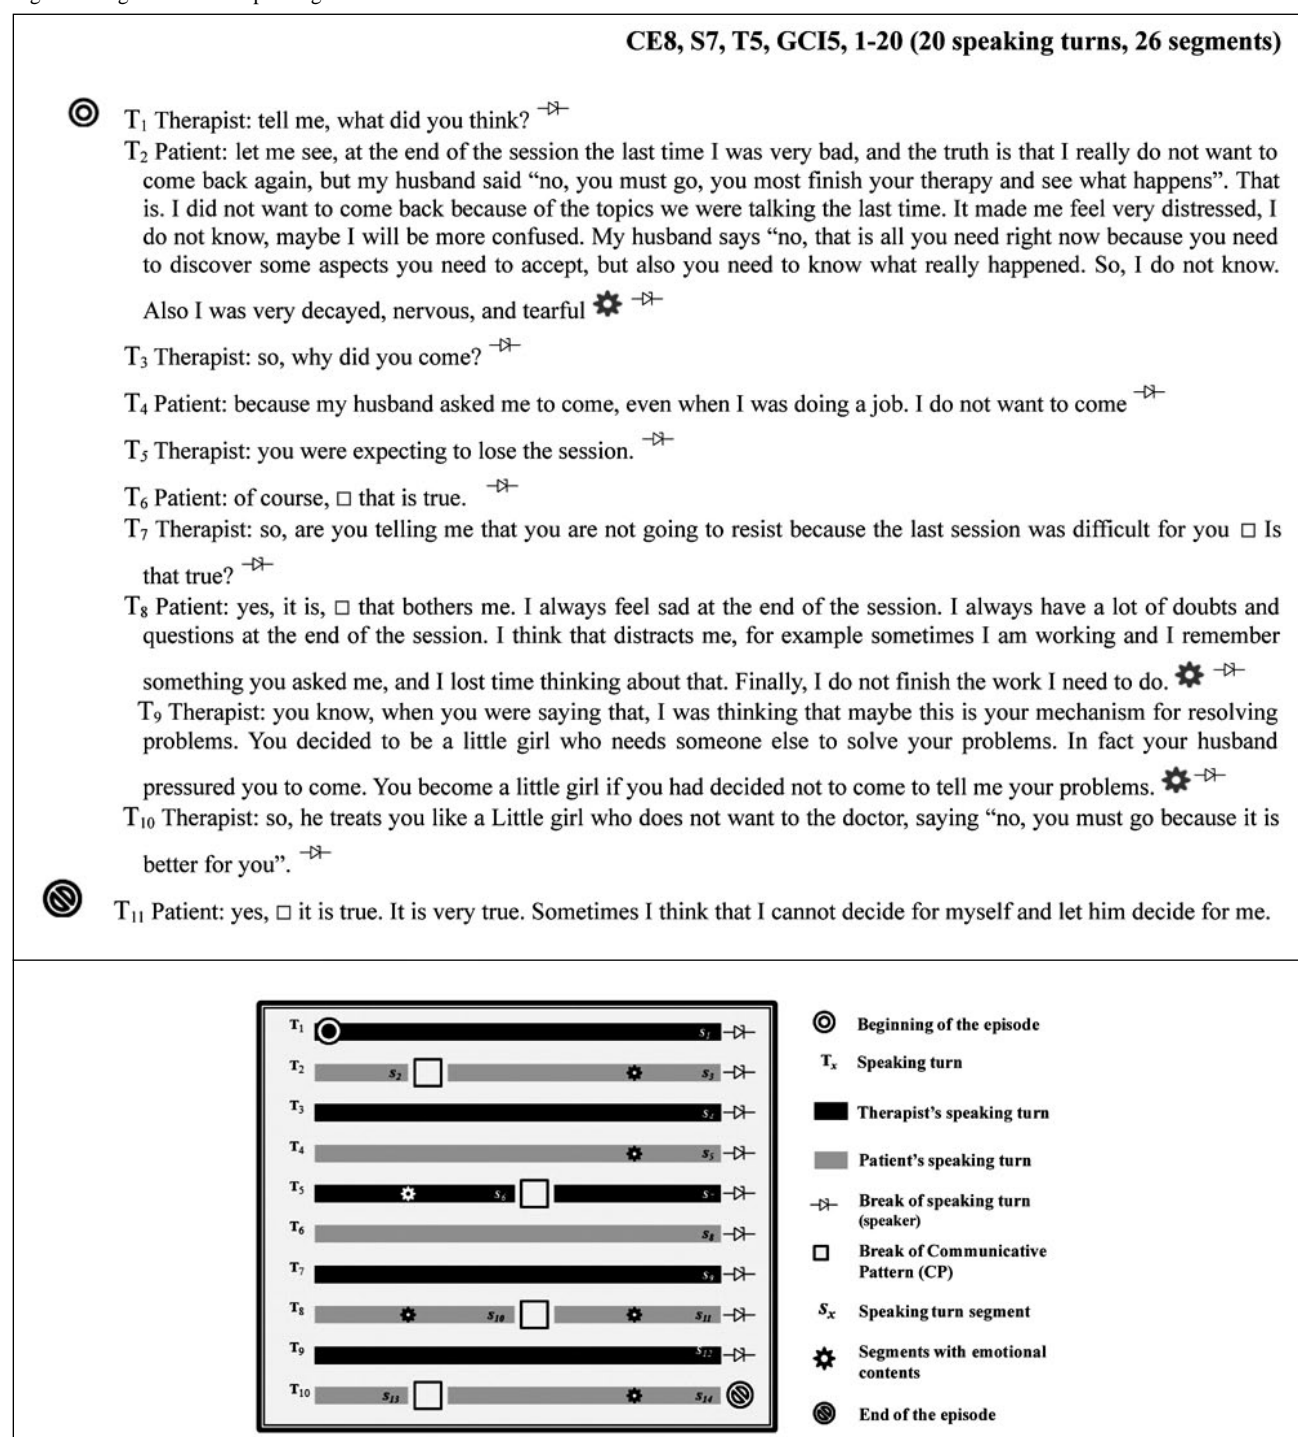 CE8, S7, T5, GCI5, 1-20 (20 speaking turns, 26 segments)
T1 Therapist: tell me, what did you think?
T2 Patient: let me see, at the end of the session the last time I was very bad, and the truth is that I really do not want to
come back again, but my husband said “no, you must go, you most finish your therapy and see what happens”. That
is. I did not want to come back because of the topics we were talking the last time. It made me feel very distressed, I
do not know, maybe I will be more confused. My husband says “no, that is all you need right now because you need
to discover some aspects you need to accept, but also you need to know what really happened. So, I do not know.
Also I was very decayed, nervous, and tearful
T3 Therapist: so, why did you come?
T4 Patient: because my husband asked me to come, even when I was doing a job. I do not want to come
T5 Therapist: you were expecting to lose the session.
T6 Patient: of course, □ that is true.
T7 Therapist: so, are you telling me that you are not going to resist because the last session was difficult for you □ Is
that true?
T8 Patient: yes, it is, □ that bothers me. I always feel sad at the end of the session. I always have a lot of doubts and
questions at the end of the session. I think that distracts me, for example sometimes I am working and I remember
something you asked me, and I lost time thinking about that. Finally, I do not finish the work I need to do.
T9 Therapist: you know, when you were saying that, I was thinking that maybe this is your mechanism for resolving
problems. You decided to be a little girl who needs someone else to solve your problems. In fact your husband
pressured you to come. You become a little girl if you had decided not to come to tell me your problems.
T10 Therapist: so, he treats you like a Little girl who does not want to the doctor, saying “no, you must go because it is
better for you”.
T11 Patient: yes, □ it is true. It is very true. Sometimes I think that I cannot decide for myself and let him decide for me.
T1 S1
T2 S2 S3
T3
T4 S5
T5 S6
T6 S8
T7 S9
T8 S10 S11
T9 S12
T10 S13 S14
Beginning of the episode
Tx Speaking turn
Therapist's speaking turn
Patient's speaking turn
Break of speaking turn
(speaker)
Break of Communicative
Pattern (CP)
Sx Speaking turn segment
Segments with emotional
contents
End of the episode